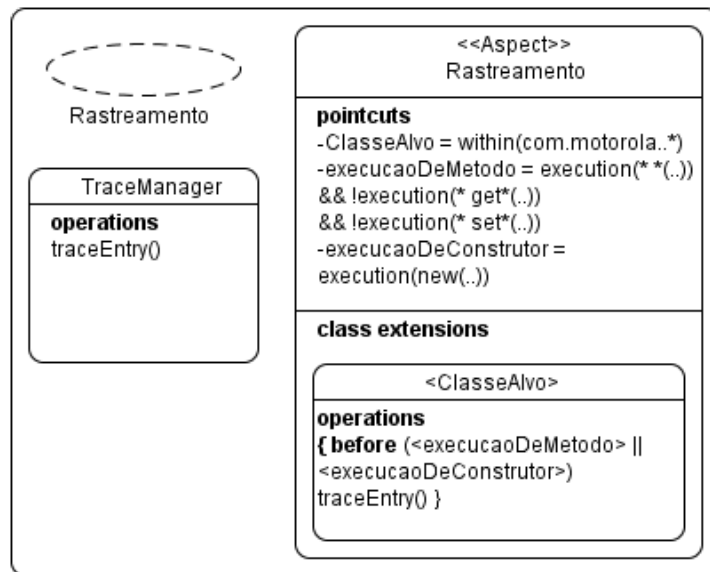 Rastreamento
TraceManager
operations
traceEntry()
<<Aspect>>
Rastreamento
pointcuts
-ClasseAlvo = within(com.motorola..*)
-execucaoDeMetodo = execution(* *(..))
&& !execution(* get*(..))
&& !execution(* set*(..))
-execucaoDeConstrutor =
execution(new(..))
class extensions
<ClasseAlvo>
operations
{ before (<execucaoDeMetodo> ||
<execucaoDeConstrutor>)
traceEntry() }